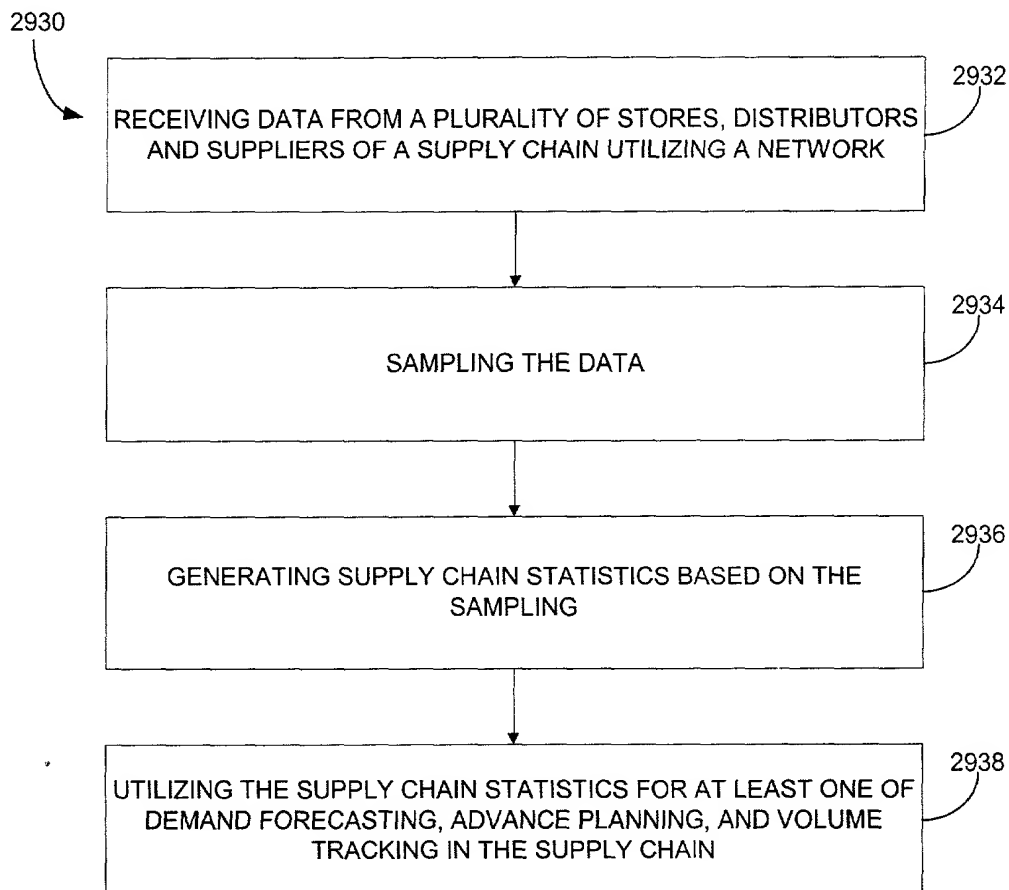 2930
2932
RECEIVING DATA FROM A PLURALITY OF STORES, DISTRIBUTORS
AND SUPPLIERS OF A SUPPLY CHAIN UTILIZING A NETWORK
2934
SAMPLING THE DATA
2936
GENERATING SUPPLY CHAIN STATISTICS BASED ON THE
SAMPLING
2938
UTILIZING THE SUPPLY CHAIN STATISTICS FOR AT LEAST ONE OF
DEMAND FORECASTING, ADVANCE PLANNING, AND VOLUME
TRACKING IN THE SUPPLY CHAIN